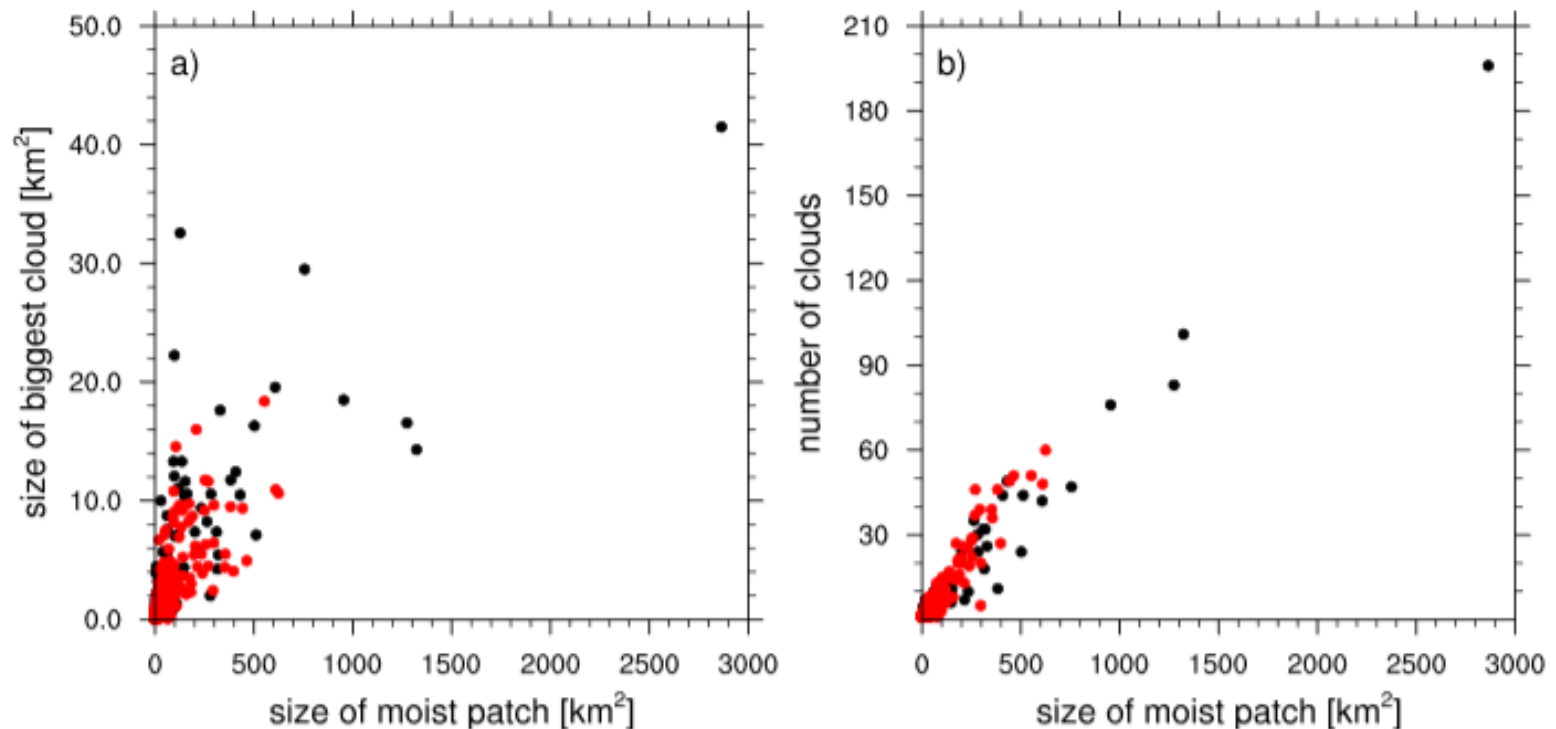 a)
50.0
40.0
30.0
20.0
10.0
0.0
size of biggest cloud [km²]
0 500 1000 1500 2000 2500 3000
size of moist patch [km²]
b)
210
180
150
120
90
60
30
number of clouds
0 500 1000 1500 2000 2500 3000
size of moist patch [km²]